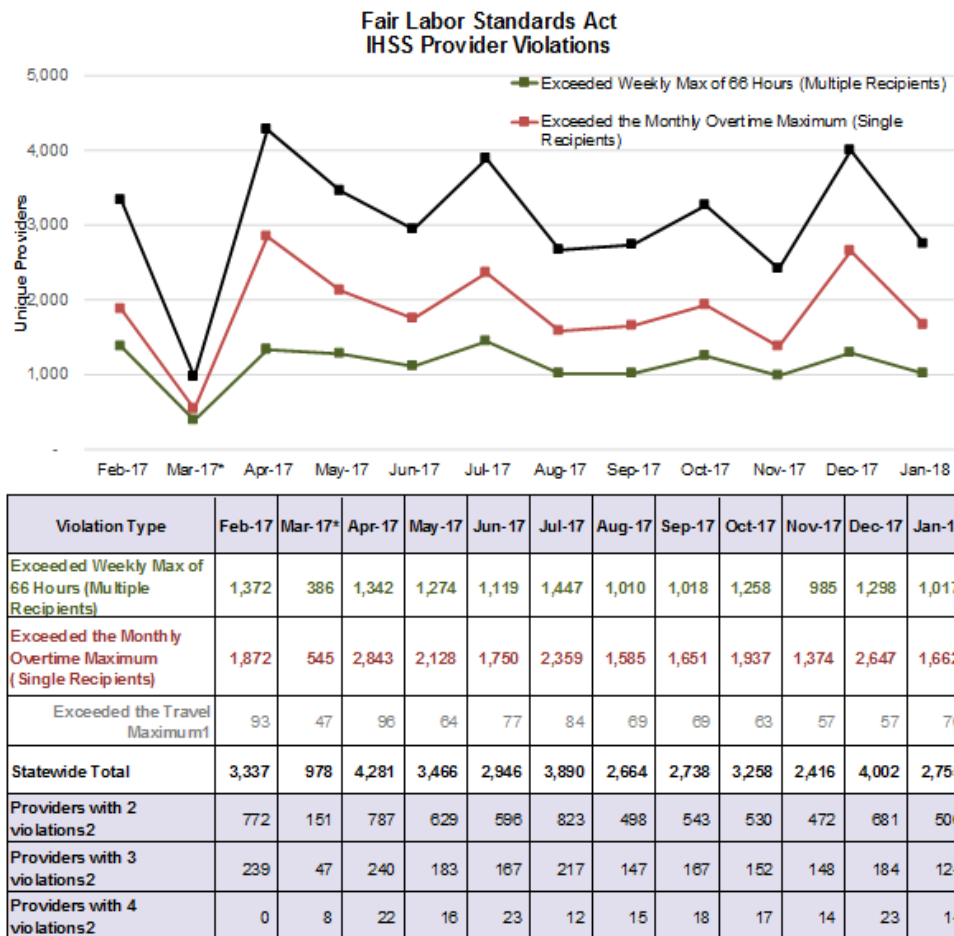 Fair Labor Standards Act
IHSS Provider Violations
5,000
4,000
3,000
2,000
1,000
-
Unique Providers
Exceeded Weekly Max of 66 Hours (Multiple Recipients)
Exceeded the Monthly Overtime Maximum (Single
Recipients)
Feb-17 Mar-17* Apr-17 May-17 Jun-17 Jul-17 Aug-17 Sep-17 Oct-17 Nov-17 Dec-17 Jan-18
Violation Type Feb-17 Mar-17* Apr-17 May-17 Jun-17 Jul-17 Aug-17 Sep-17 Oct-17 Nov-17 Dec-17 Jan-1
Exceeded Weekly Max of
66 Hours (Multiple
Recipients)
1,372 386 1,342 1,274 1,119 1,447 1,010 1,018 1,258 985 1,298 1,017
Exceeded the Monthly
Overtime Maximum
(Single Recipients)
1,872 545 2,843 2,128 1,750 2,359 1,585 1,651 1,937 1,374 2,647 1,662
Exceeded the Travel
Maximum1
93 47 96 64 77 84 69 69 63 57 57
Statewide Total 3,337 978 4,281 3,466 2,946 3,890 2,664 2,738 3,258 2,416 4,002
Providers with 2
violations2
772 151 787 629 596 823 498 543 530 472 681
Providers with 3
violations2
239 47 240 183 167 217 147 167 152 148 184
Providers with 4
violations2
0 8 22 16 23 12 15 18 17 14 23